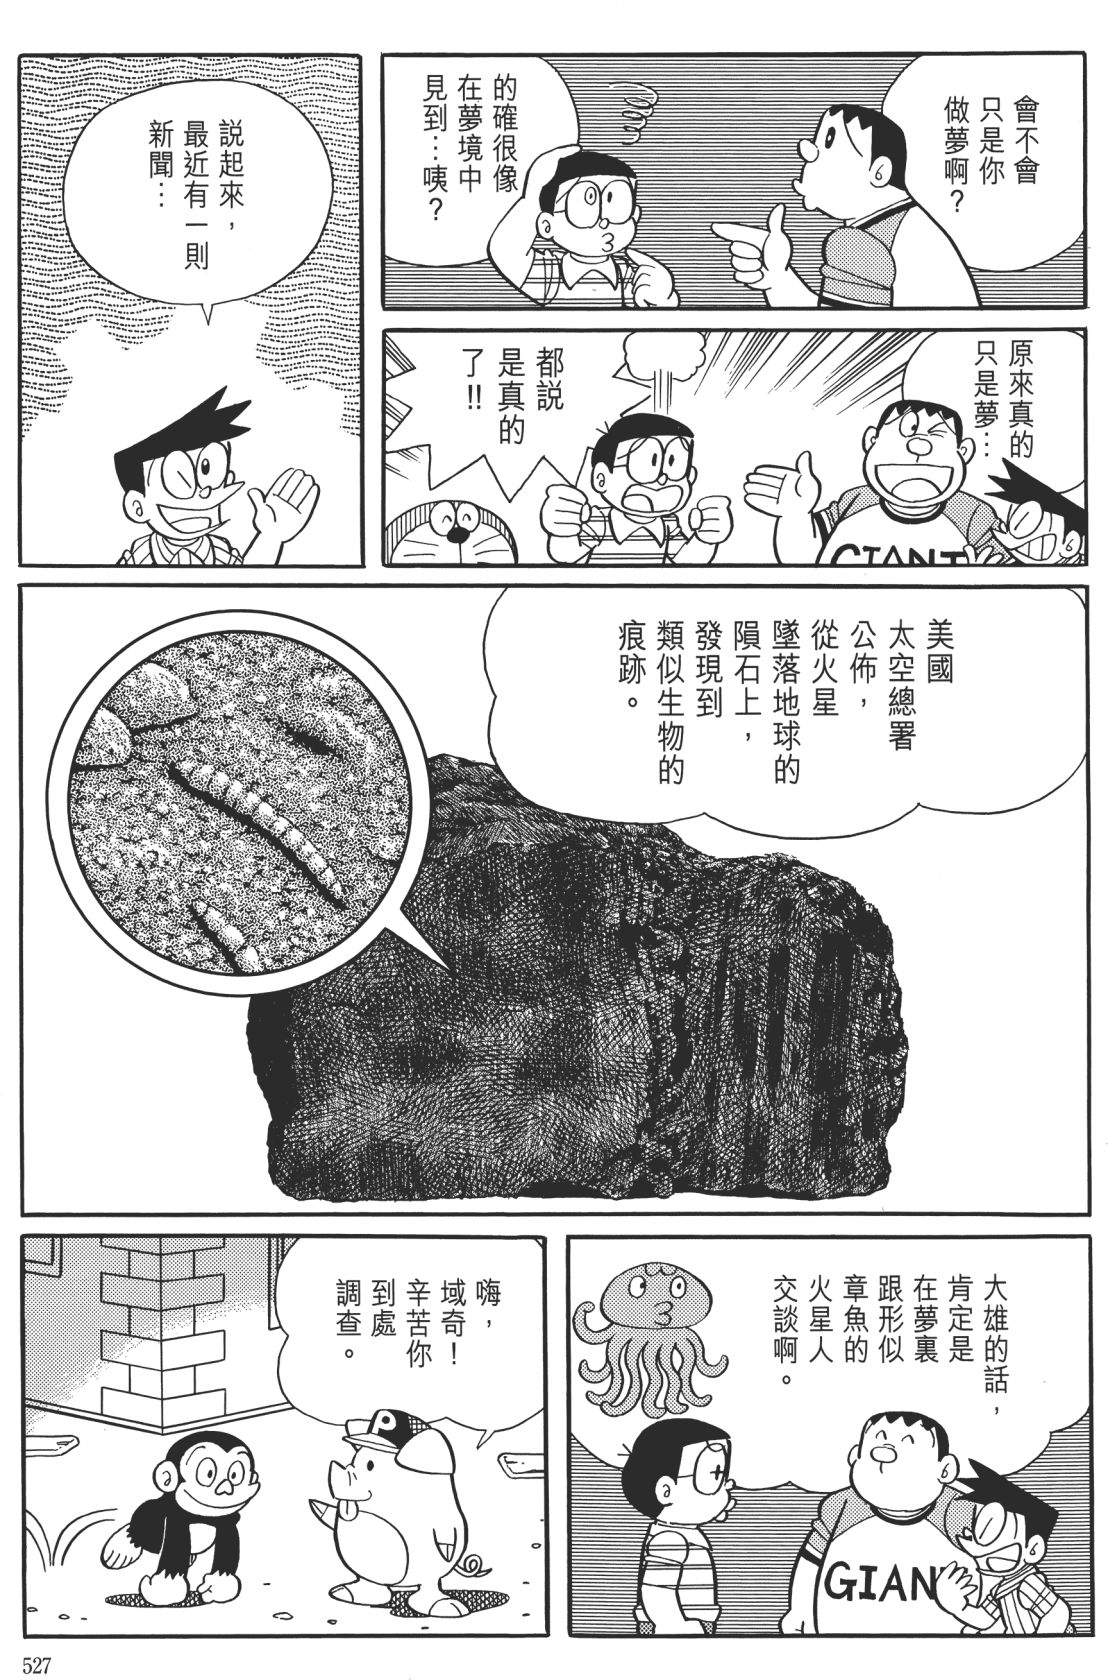 會不會
只是你
做夢啊？
的確很像
在夢境中
見到…咦？
說起來，
最近有一則
新聞…
原來真的
只是夢…
都說
是真的
了!!
GIANT
美國
太空總署
公佈，
從火星
墜落地球的
隕石上，
發現到
類似生物的
痕跡。
大雄的話，
肯定是
在夢裏
跟形似
章魚的
火星人
交談啊。
GIAN
嗨，
域奇！
辛苦你
到處
調查。
P
527